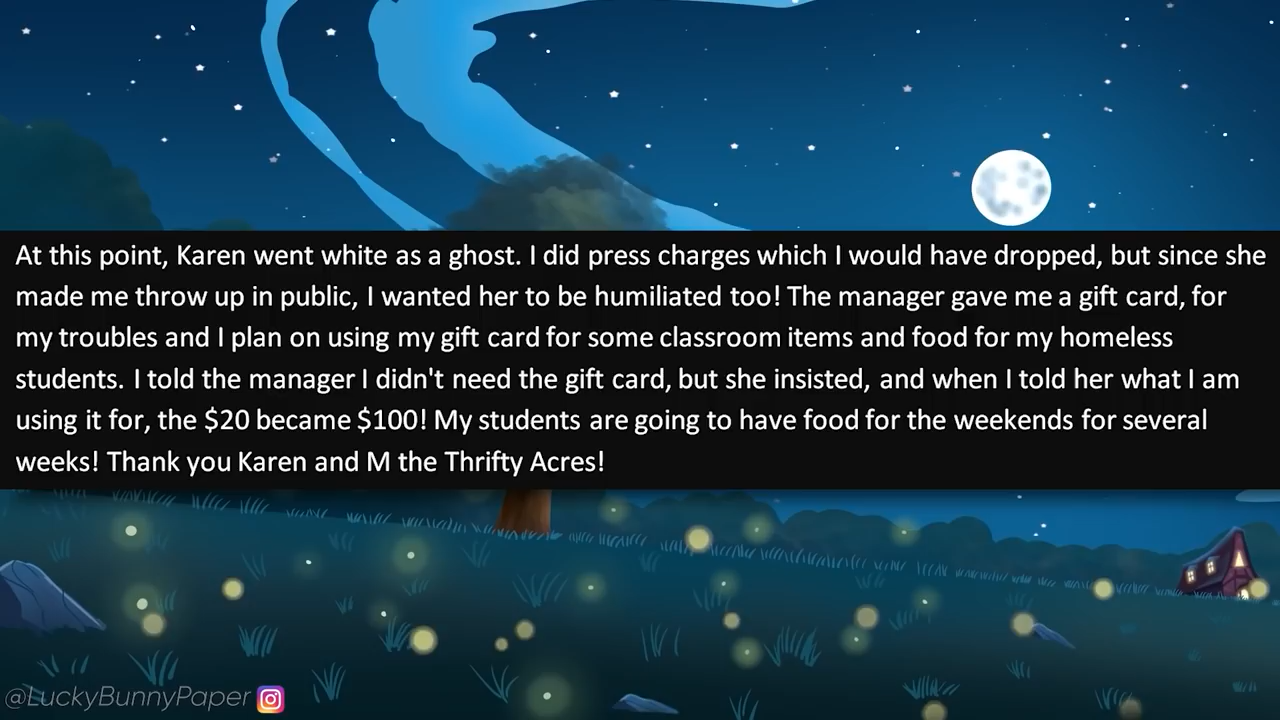 At this point, Karen went white as a ghost. I did press charges which I would have dropped, but since she
made me throw up in public, I wanted her to be humiliated too! The manager gave me a gift card, for
my troubles and I plan on using my gift card for some classroom items and food for my homeless
students. I told the manager I didn't need the gift card, but she insisted, and when I told her what I am
using it for, the $20 became $100! My students are going to have food for the weekends for several
weeks! Thank you Karen and M the Thrifty Acres!
@LuckyBunnyPaper